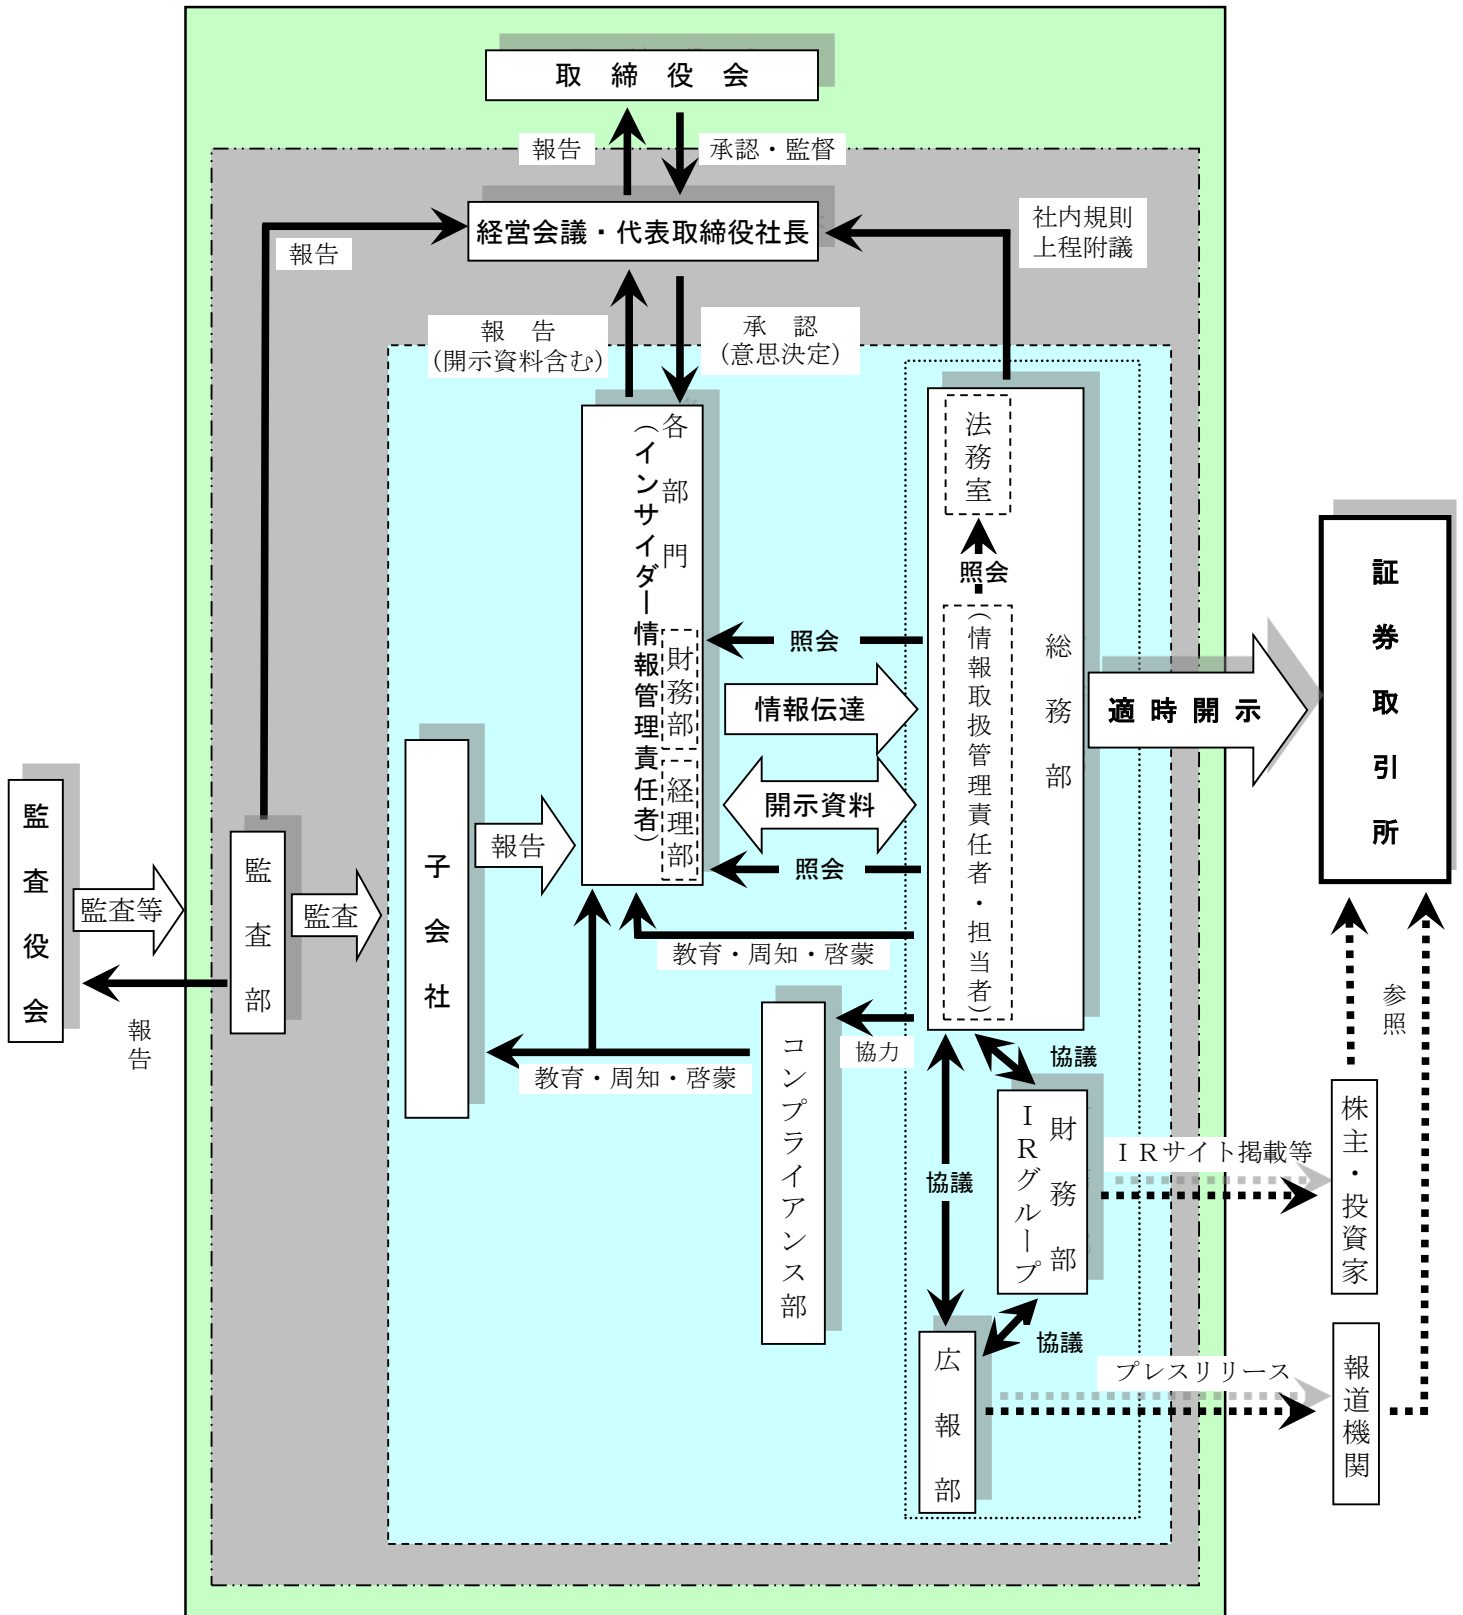 取　締　役　会
報告
承認・監督
経営会議・代表取締役社長
社内規則
上程附議
報告
報　告
（開示資料含む）
承　認
（意思決定）
各　部　門
（インサイダー情報管理責任者）
財務部
経理部
法務室
照会
（情報取扱管理責任者・担当者）
総　務　部
照会
情報伝達
開示資料
照会
適時開示
証券取引所
監査役会
監査等
監査部
監査
報告
子会社
報告
教育・周知・啓蒙
教育・周知・啓蒙
コンプライアンス部
協力
協議
協議
協議
財　務　部
ＩＲグループ
広　報　部
ＩＲサイト掲載等
プレスリリース
参照
株主・投資家
報道機関